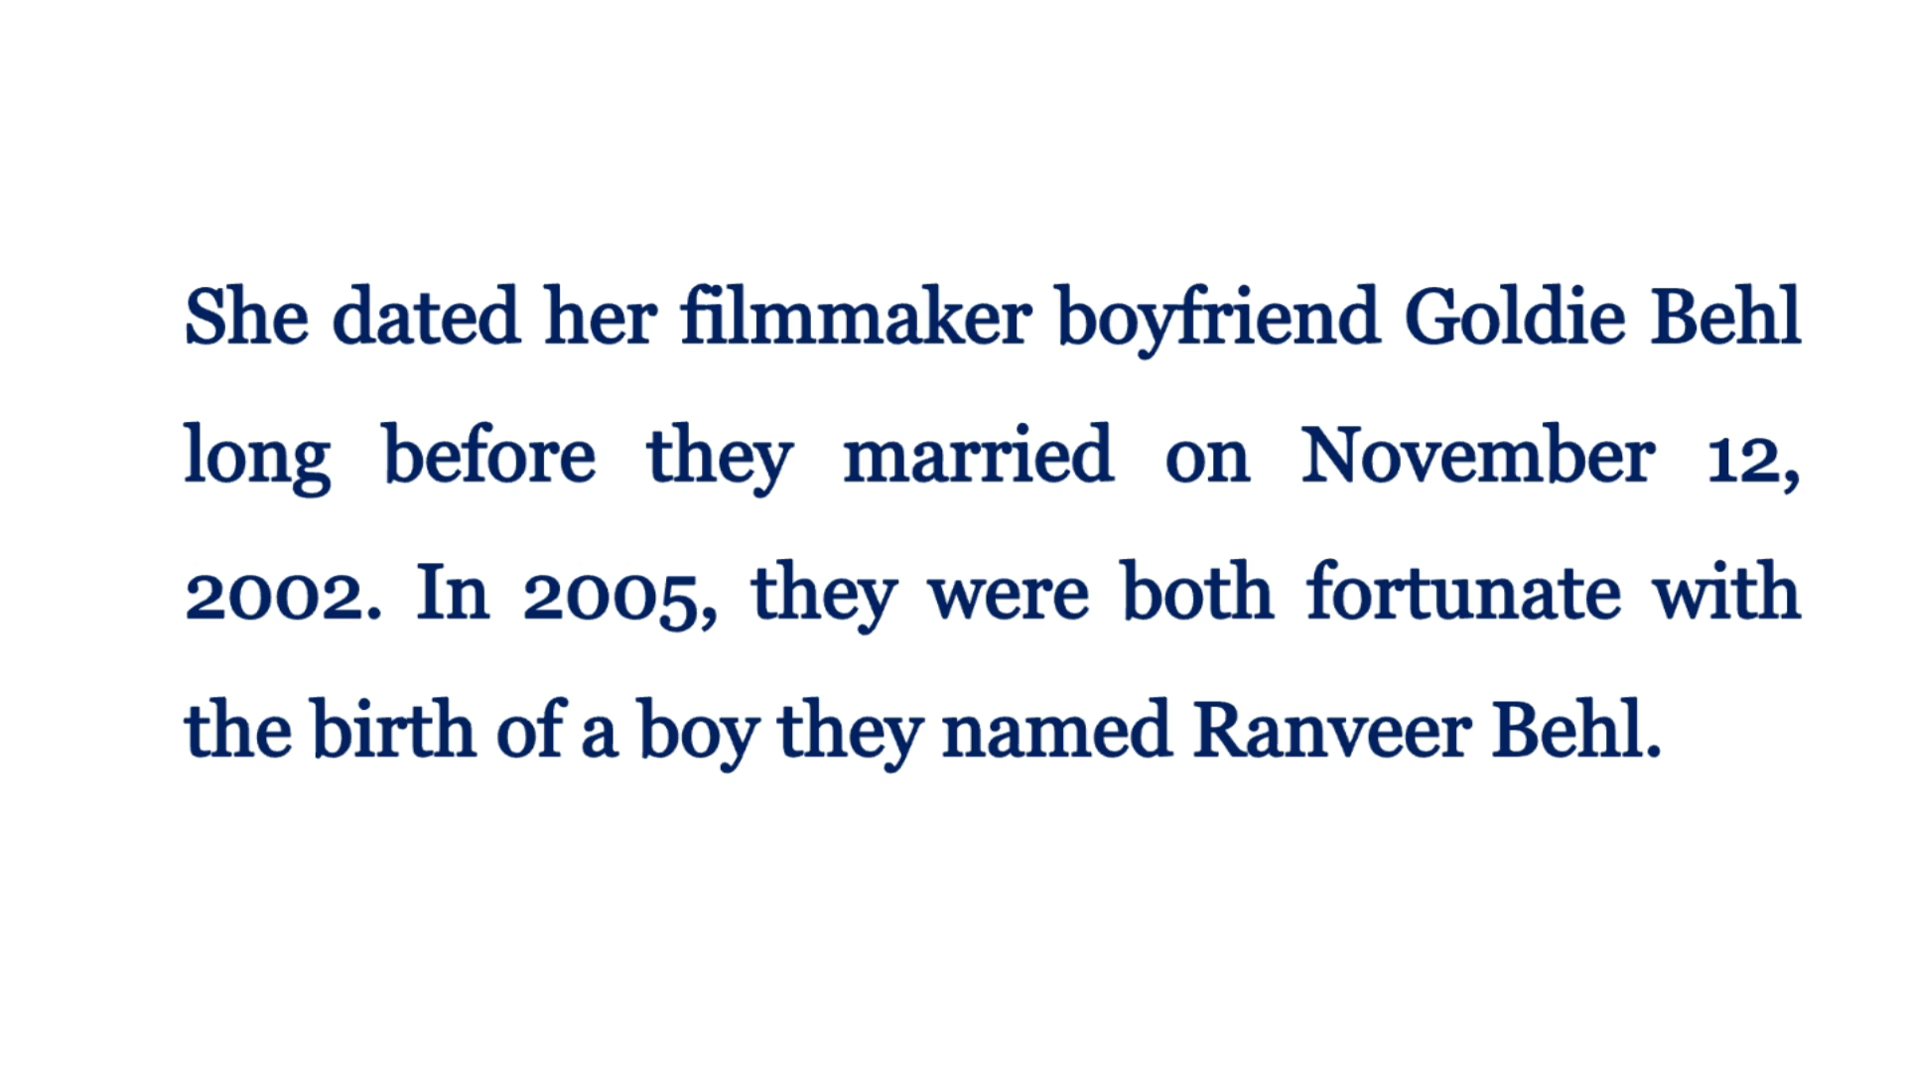 She dated her filmmaker boyfriend Goldie Behl
long before they married on November 12,
2002. In 2005, they were both fortunate with
the birth of a boy they named Ranveer Behl.